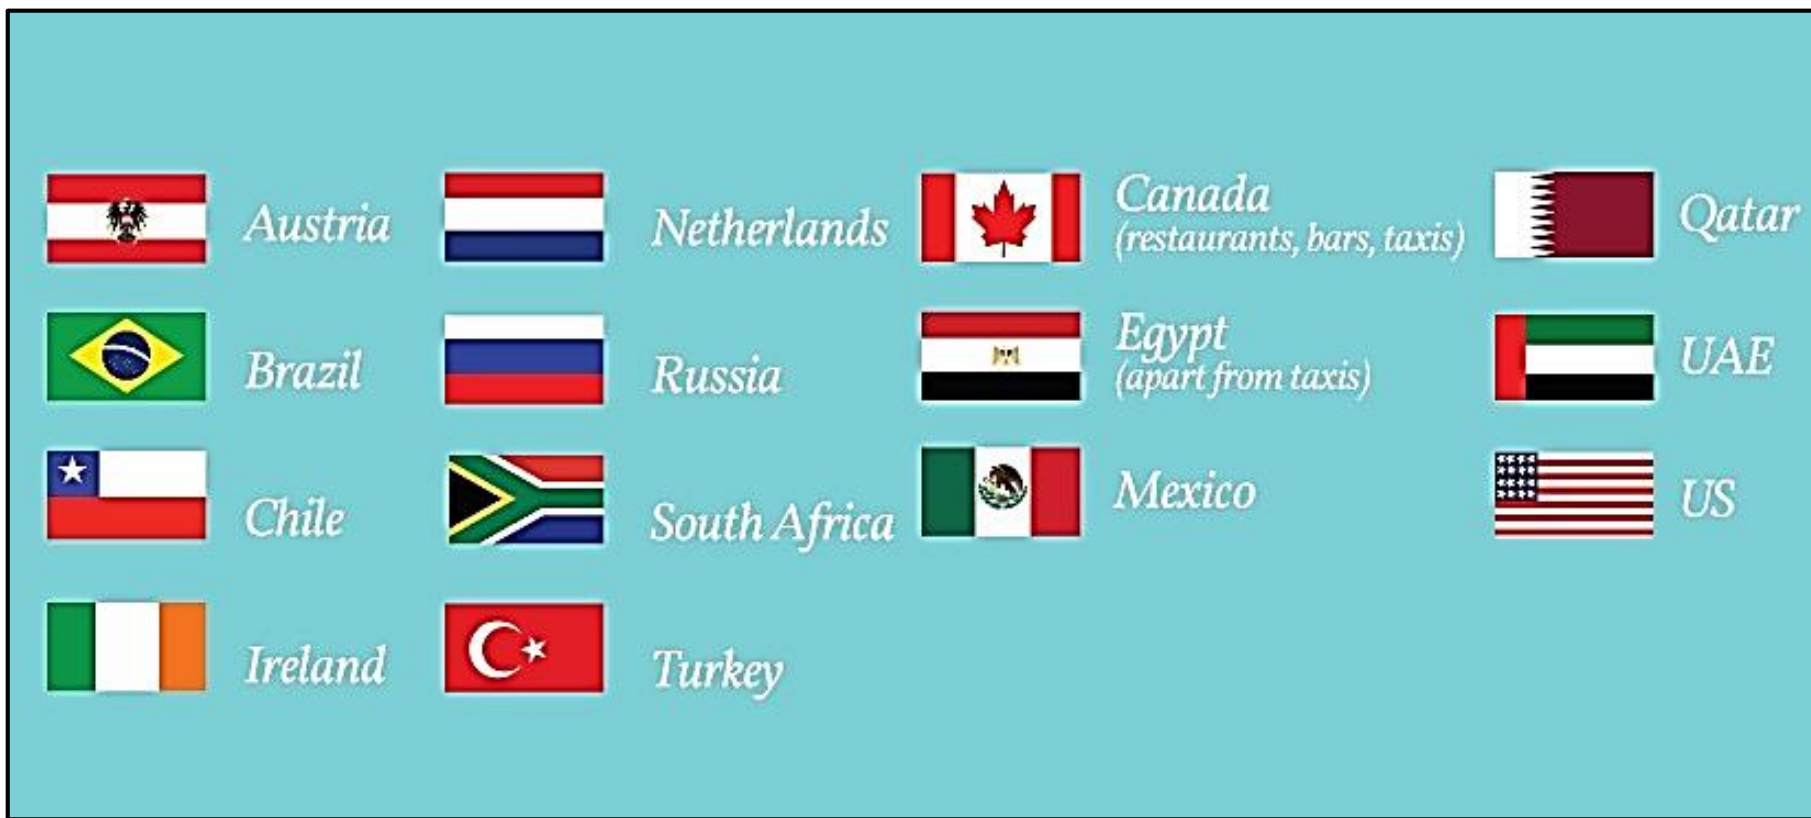 Austria
Netherlands
Canada
(restaurants, bars, taxis)
Qatar
Brazil
Russia
Egypt
(apart from taxis)
UAE
Chile
South Africa
Mexico
US
Ireland
Turkey